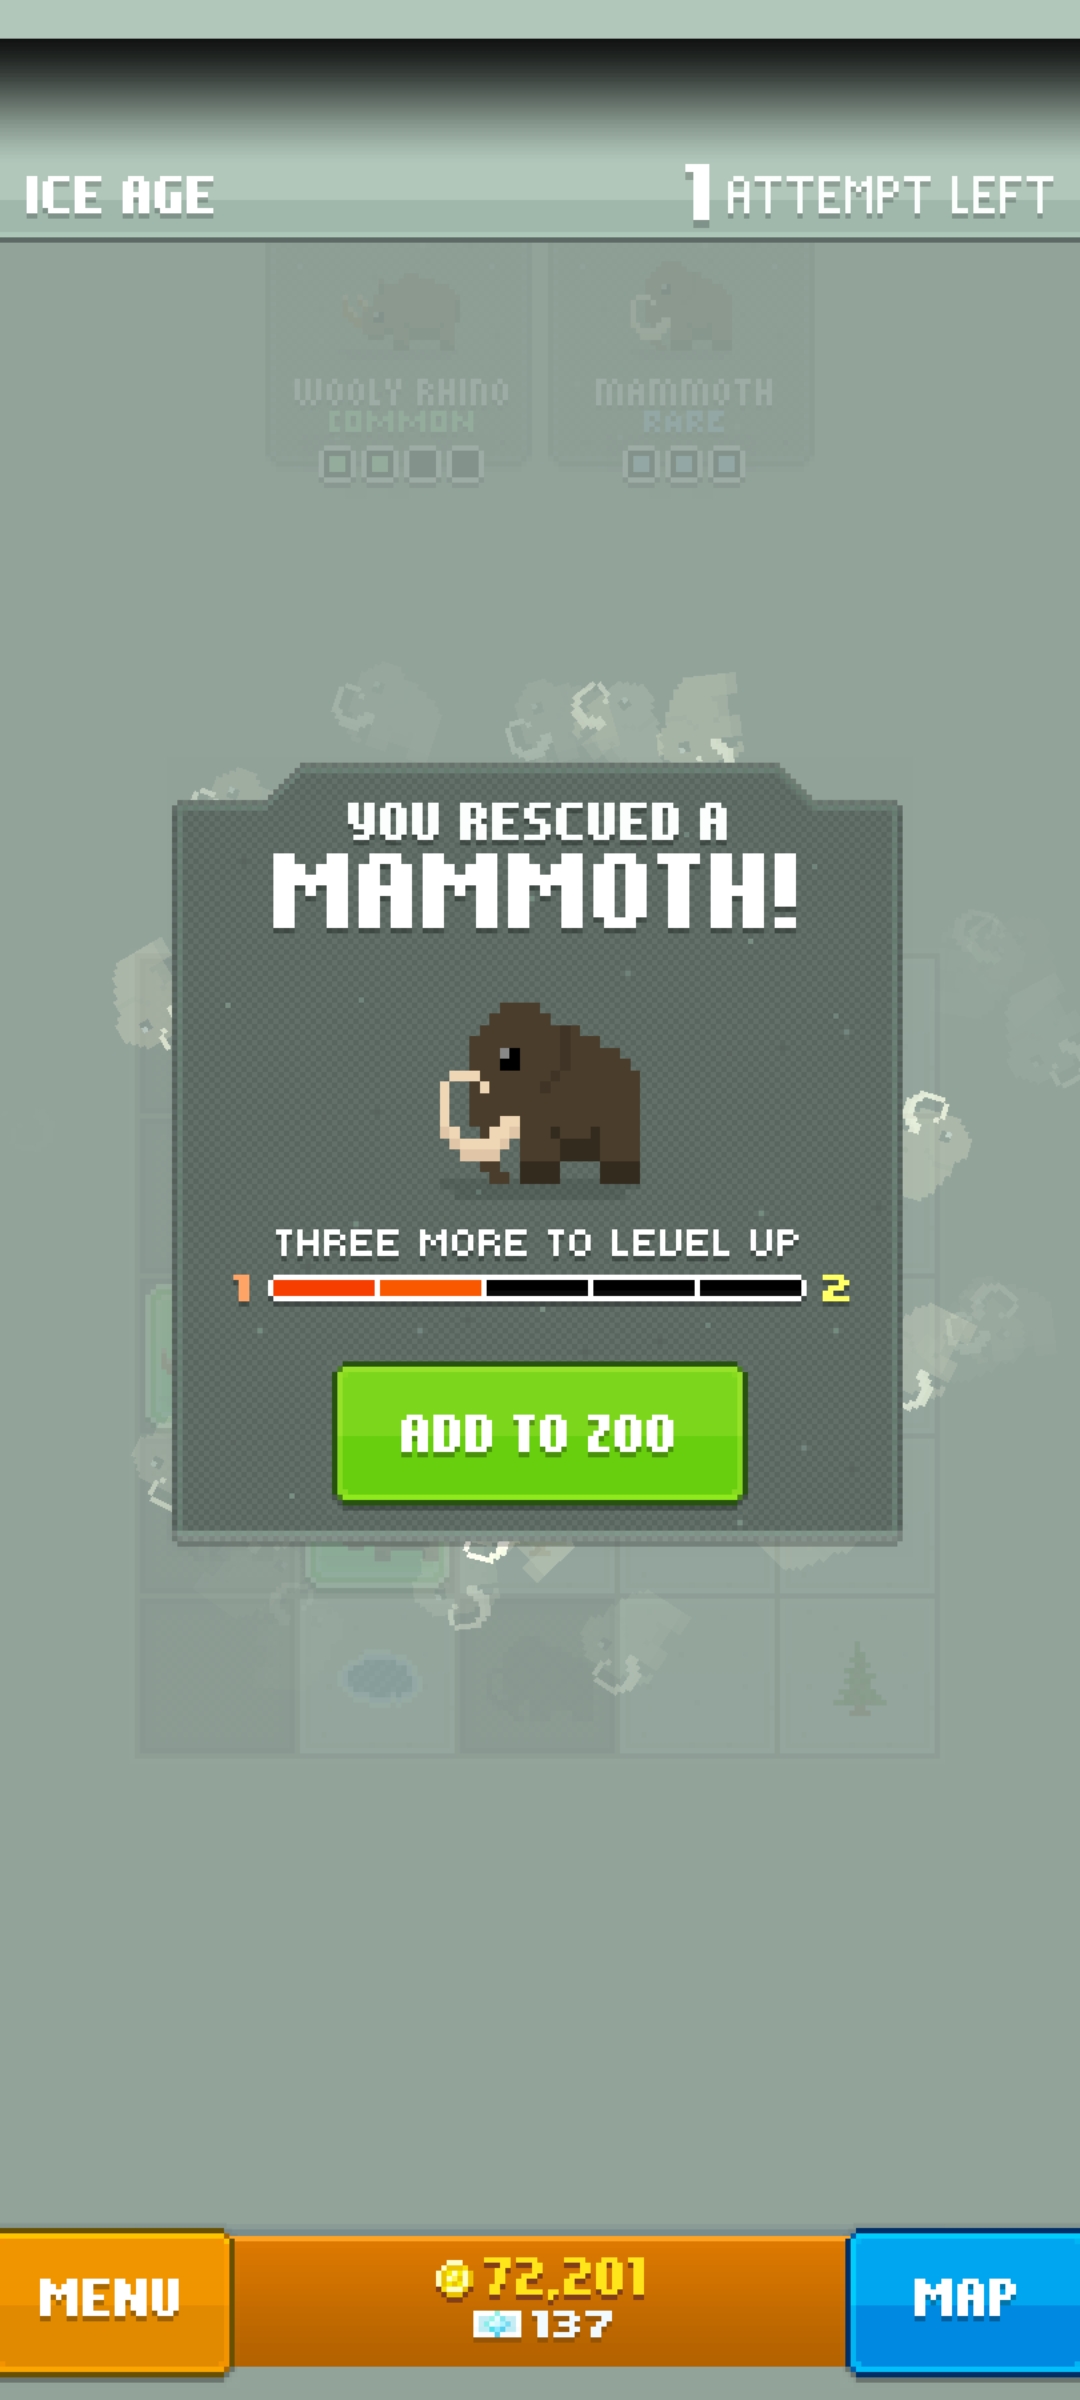 ICE AGE
1 ATTEMPT LEFT
WOOLY RHINO
COMMON
MAMMOTH
RARE
YOU RESCUED A
MAMMOTH!
THREE MORE TO LEVEL UP
1 2
ADD TO ZOO
MENU
72,201
137
MAP